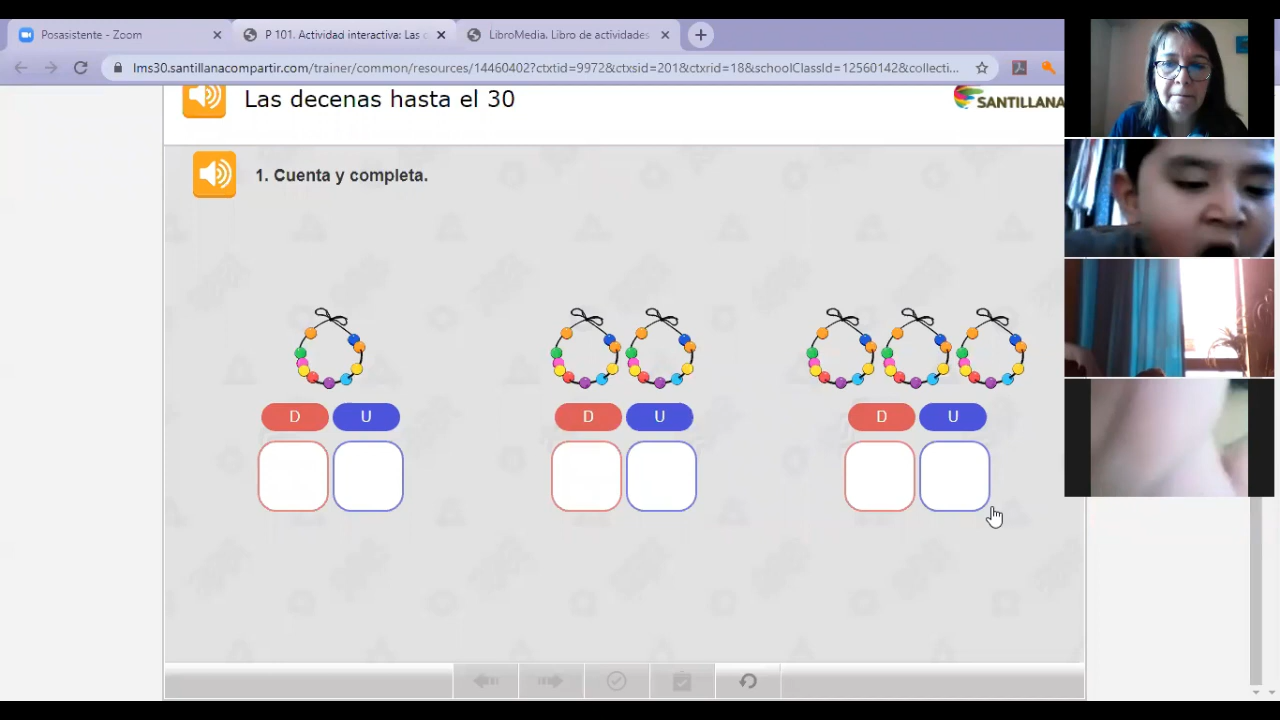 Posasistente - Zoom
P 101. Actividad interactiva: Las d
LibroMedia. Libro de actividades
lms30.santillanacompartir.com/trainer/common/resource/14460402?ctxtid=9972&ctxsid=201&ctxrid=18&schoolClassId=12560142&collecti...
Las decenas hasta el 30
SANTILLANA
1. Cuenta y completa.
D U D U D U